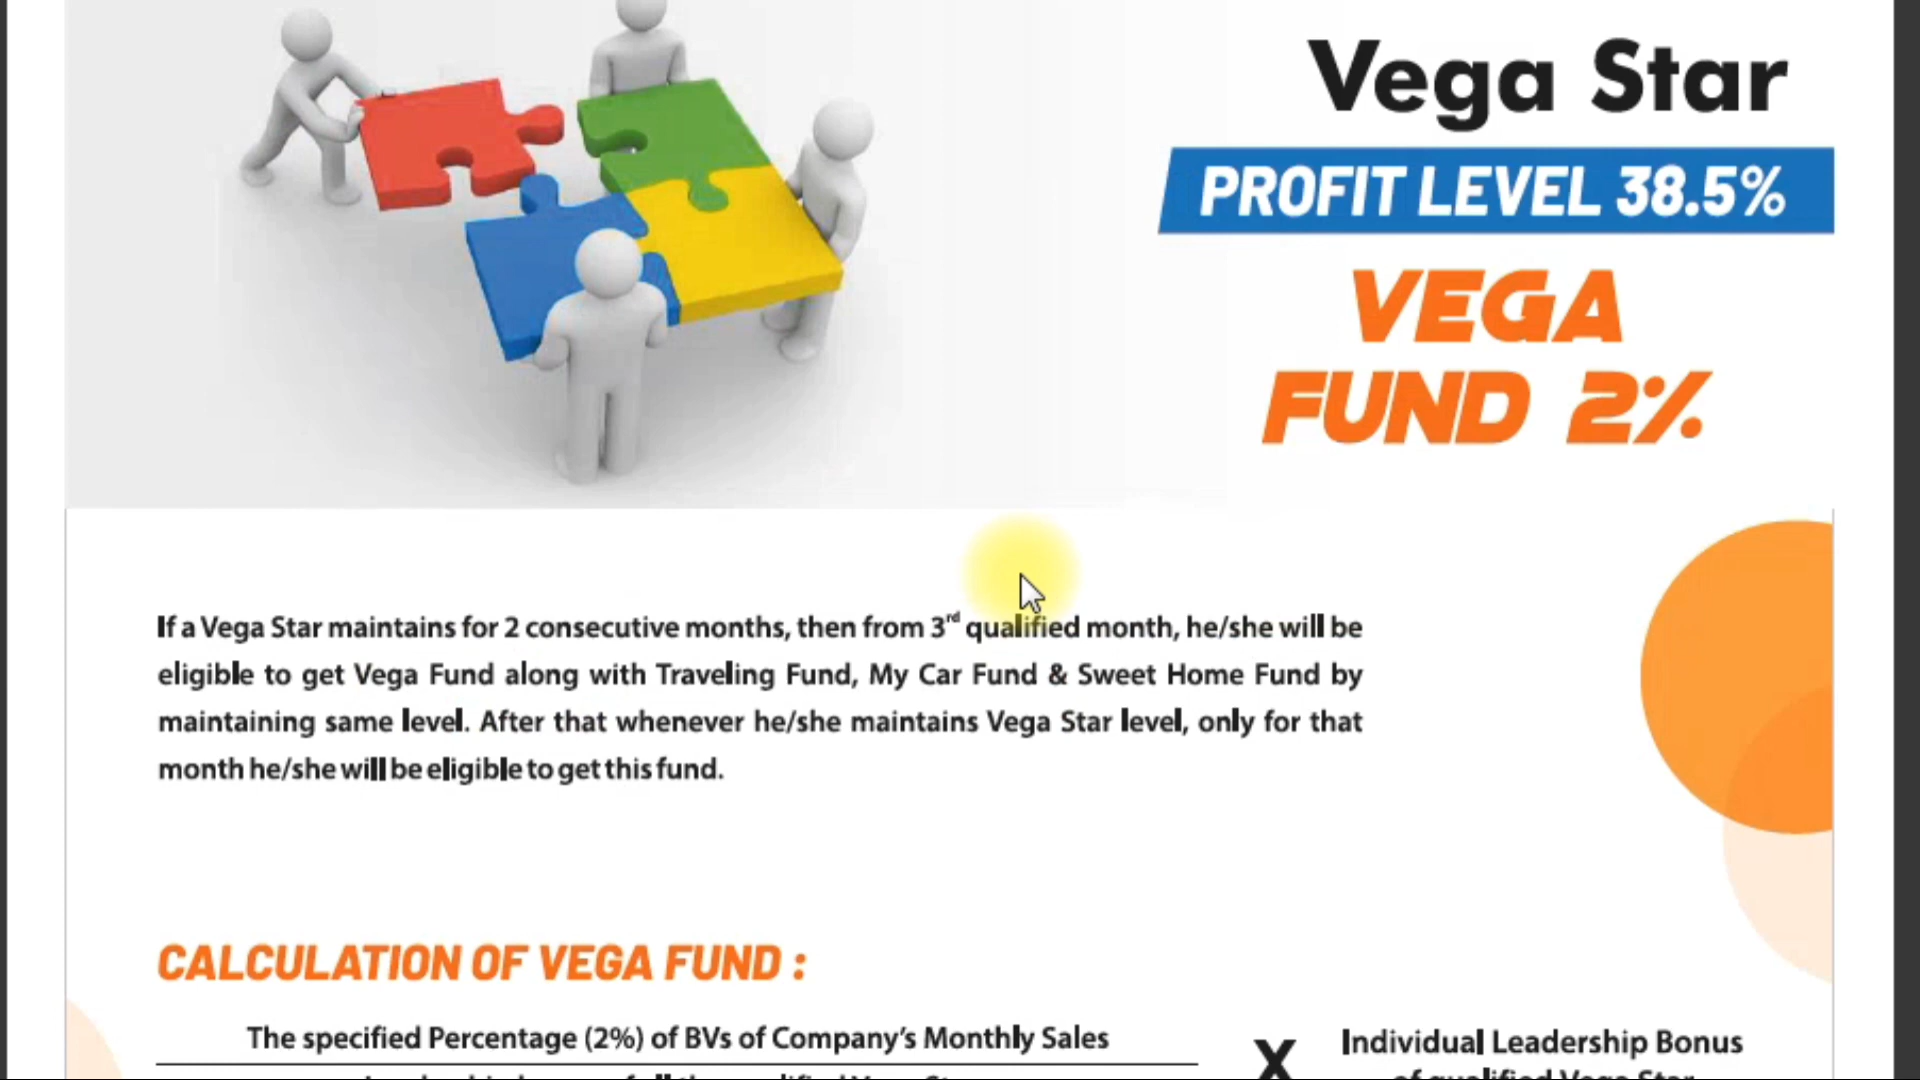 Vega Star
PROFIT LEVEL 38.5%
VEGA
FUND 2%
If a Vega Star maintains for 2 consecutive months, then from 3rd qualified month, he/she will be
eligible to get Vega Fund along with Traveling Fund, My Car Fund & Sweet Home Fund by
maintaining same level. After that whenever he/she maintains Vega Star level, only for that
month he/she will be eligible to get this fund.
CALCULATION OF VEGA FUND :
The specified Percentage (2%) of BVs of Company's Monthly Sales
X
Individual Leadership Bonus
of qualified Vega Star